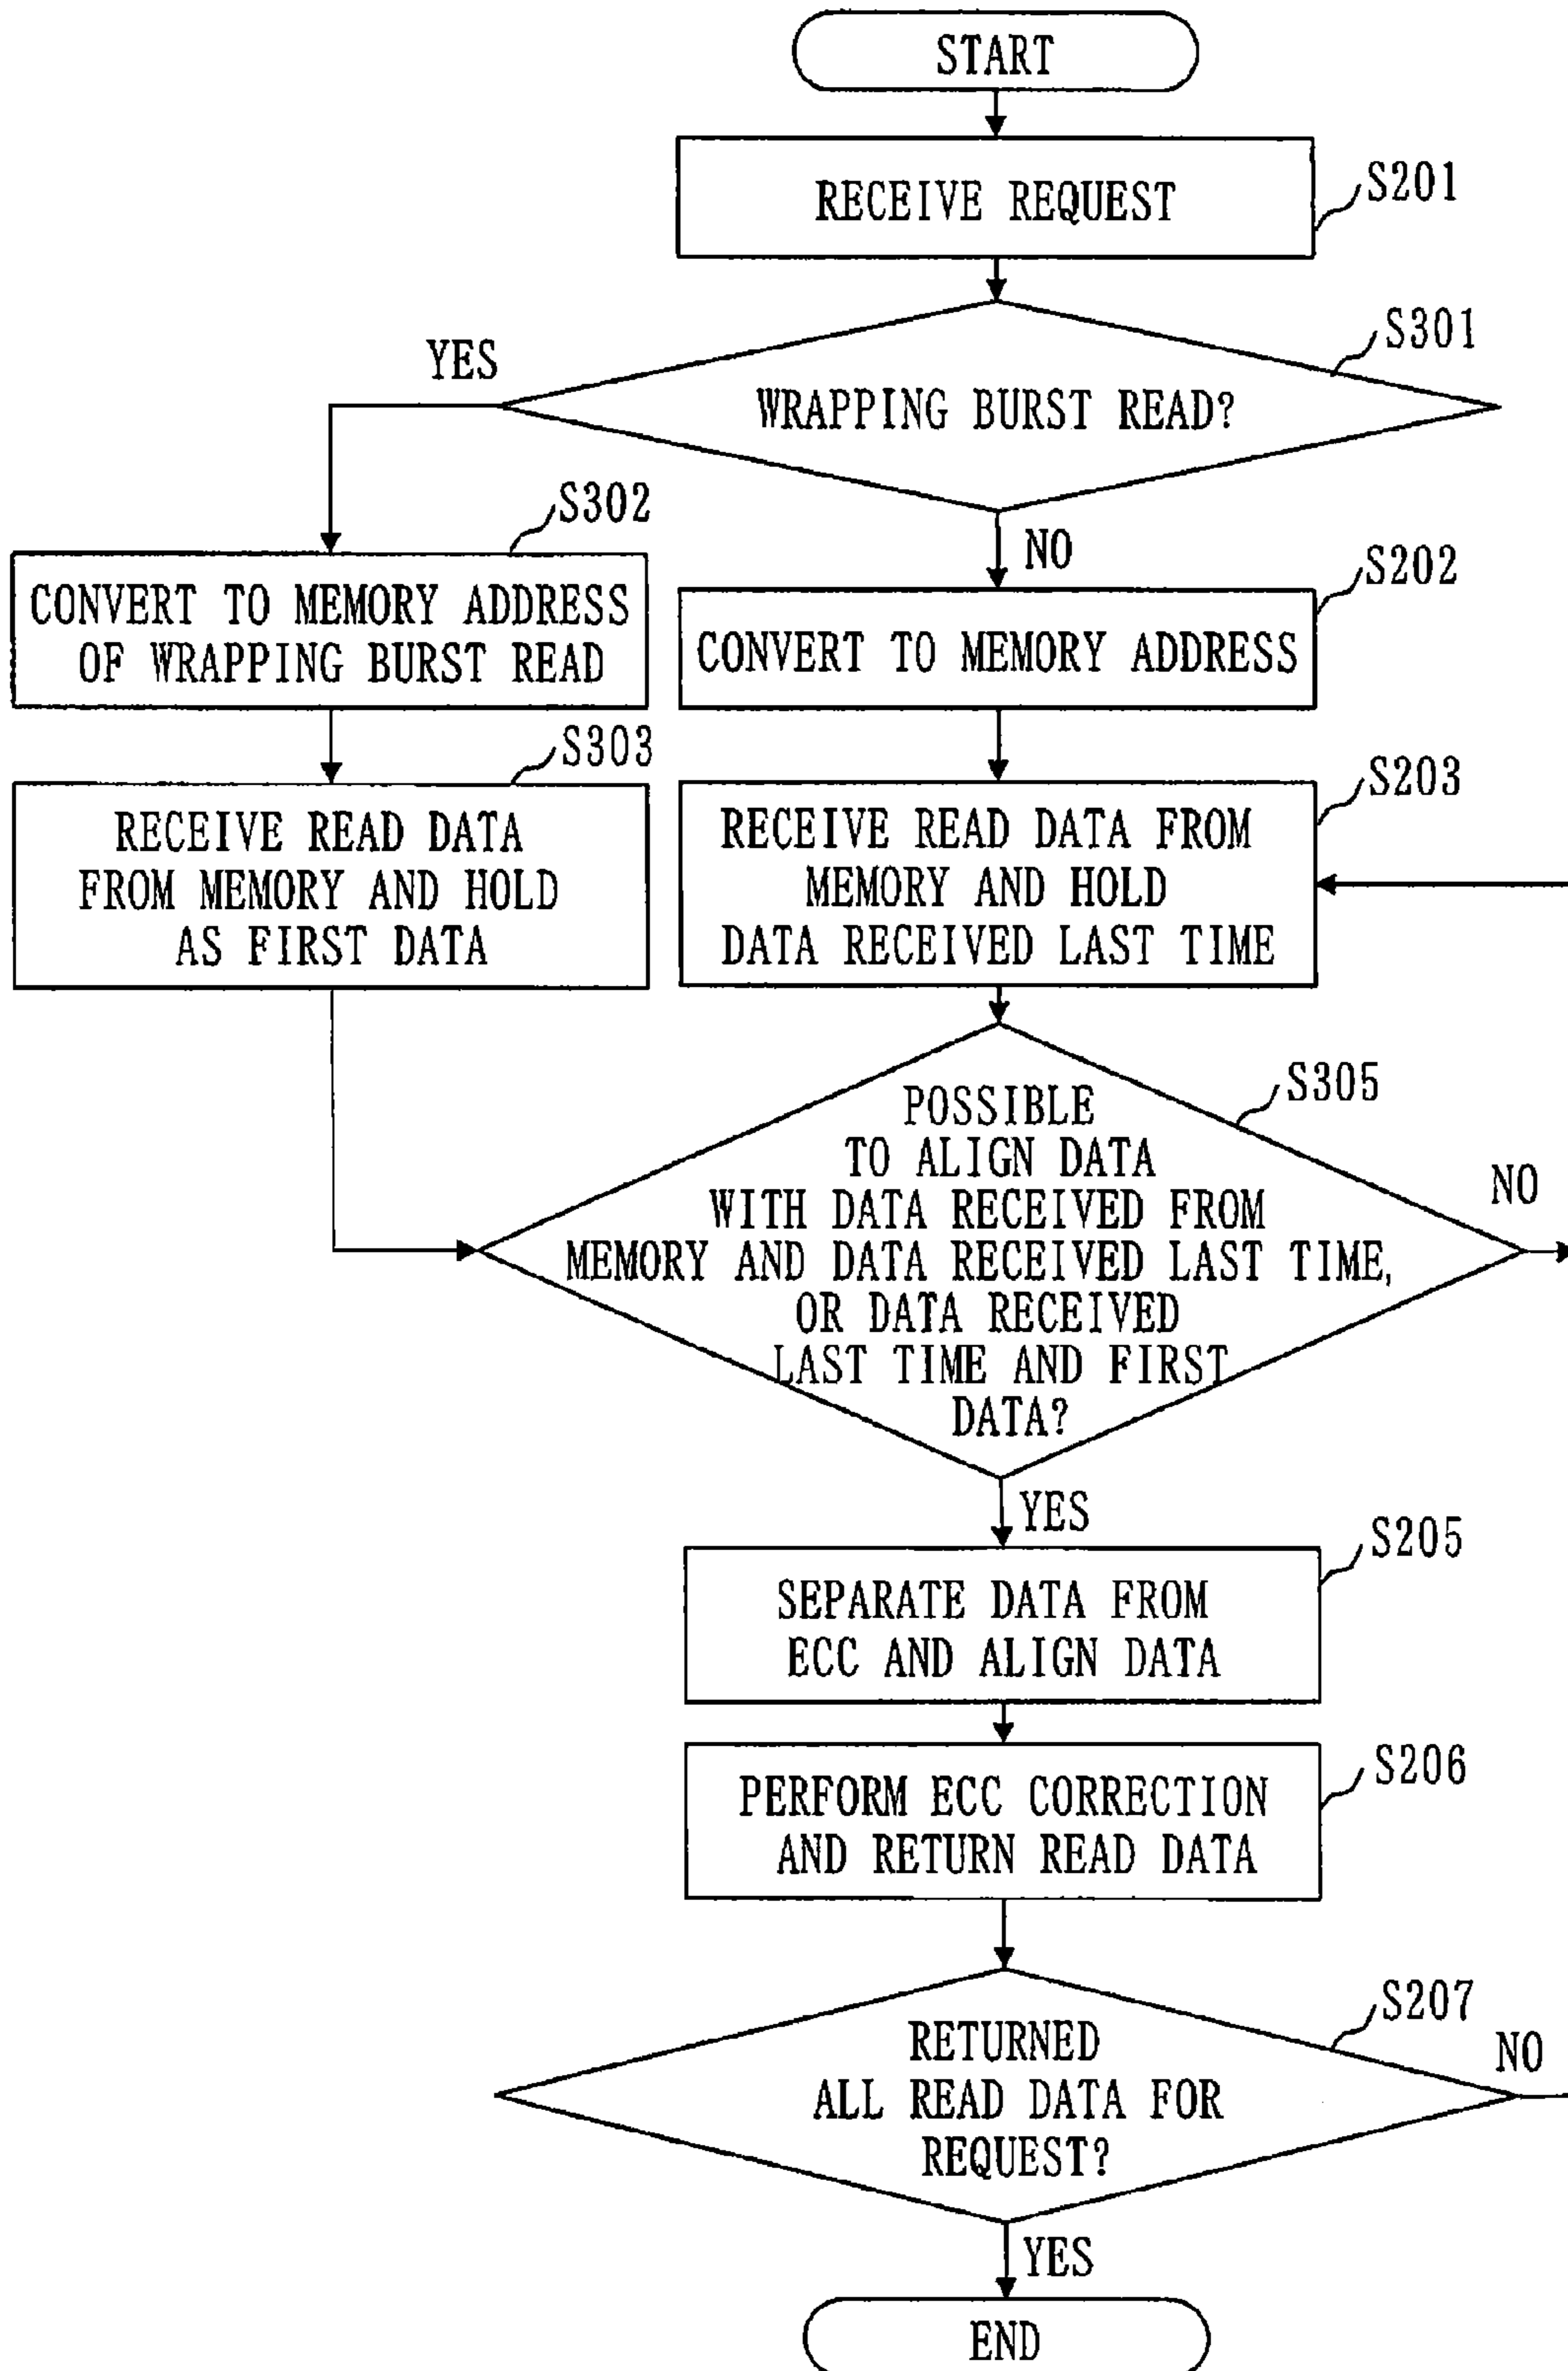 START
RECEIVE REQUEST
S201
S301
YES
WRAPPING BURST READ?
NO
S302
CONVERT TO MEMORY ADDRESS
OF WRAPPING BURST READ
S202
CONVERT TO MEMORY ADDRESS
S303
RECEIVE READ DATA
FROM MEMORY AND HOLD
AS FIRST DATA
S203
RECEIVE READ DATA FROM
MEMORY AND HOLD
DATA RECEIVED LAST TIME
S305
POSSIBLE
TO ALIGN DATA
WITH DATA RECEIVED FROM
MEMORY AND DATA RECEIVED LAST TIME,
OR DATA RECEIVED
LAST TIME AND FIRST
DATA?
NO
YES
S205
SEPARATE DATA FROM
ECC AND ALIGN DATA
S206
PERFORM ECC CORRECTION
AND RETURN READ DATA
S207
RETURNED
ALL READ DATA FOR
REQUEST?
NO
YES
END